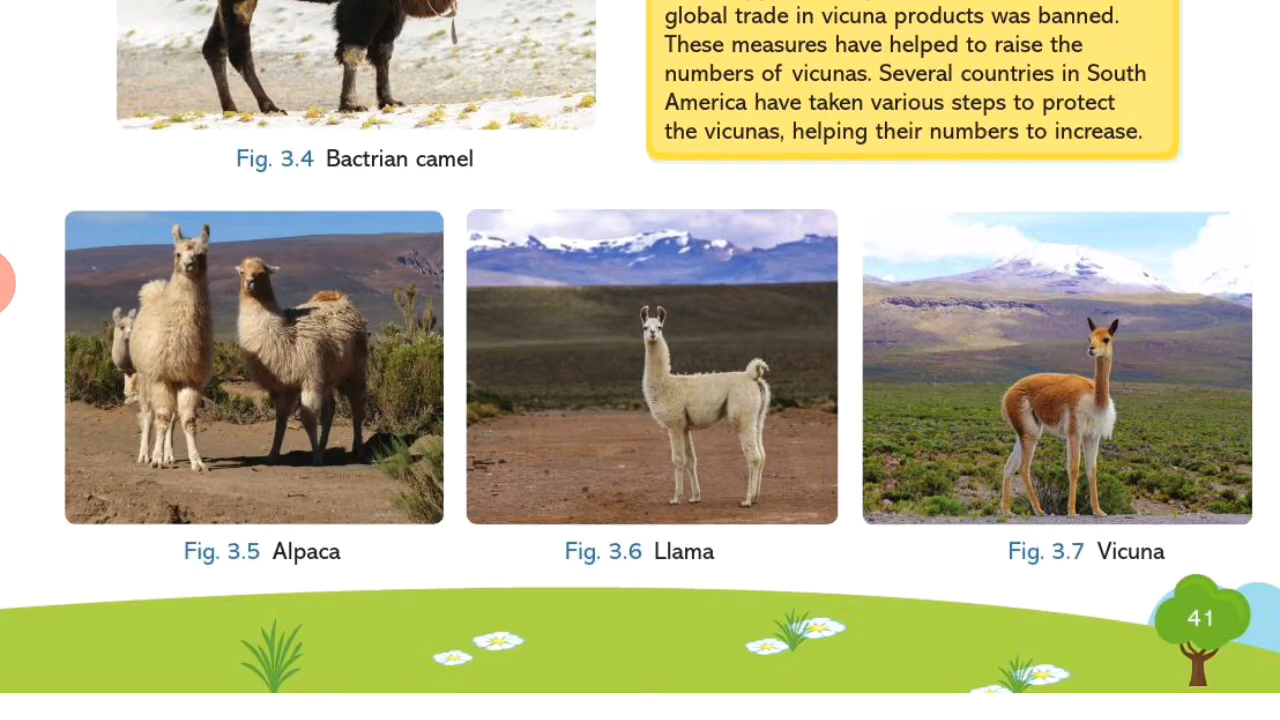 global trade in vicuna products was banned.
These measures have helped to raise the
numbers of vicunas. Several countries in South
America have taken various steps to protect
the vicunas, helping their numbers to increase.
Fig. 3.4 Bactrian camel
Fig. 3.5 Alpaca
Fig. 3.6 Llama
Fig. 3.7 Vicuna
41